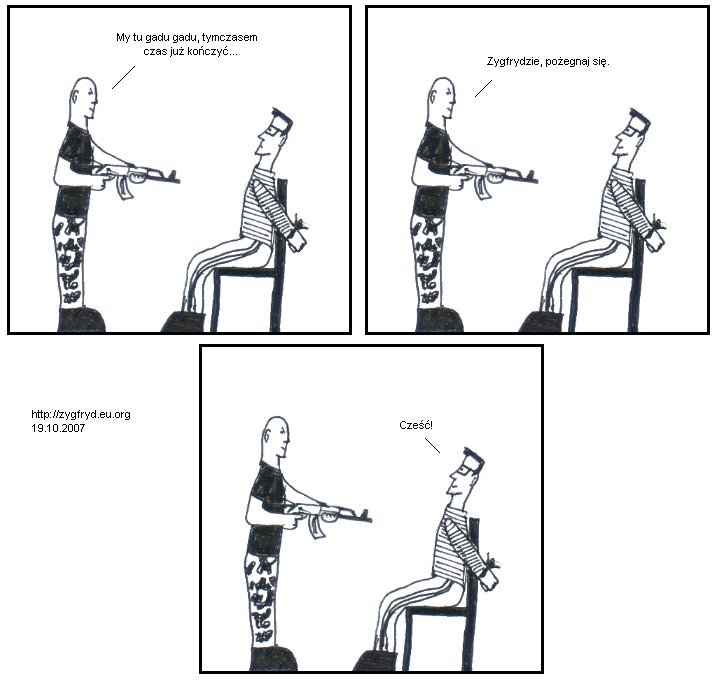 My tu gadu gadu, tymczasem
czas już kończyć...
Zygfrydzie, pożegnaj się.
http://zygfryd.eu.org
19.10.2007
Cześć!